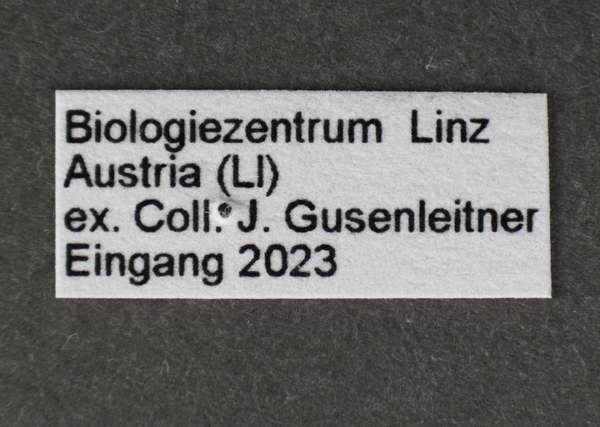 Biologiezentrum Linz
Austria (LI)
ex. Coll. J. Gusenleitner
Eingang 2023